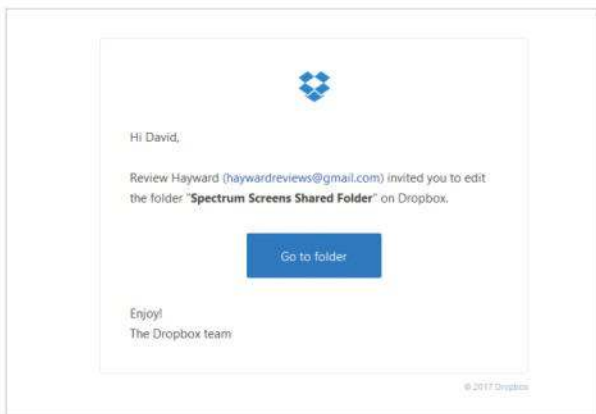 Hi David,
Review Hayward (haywardreviews@gmail.com) invited you to edit
the folder "Spectrum Screens Shared Folder" on Dropbox.
Go to folder
Enjoy!
The Dropbox team
© 2017 Dropbox